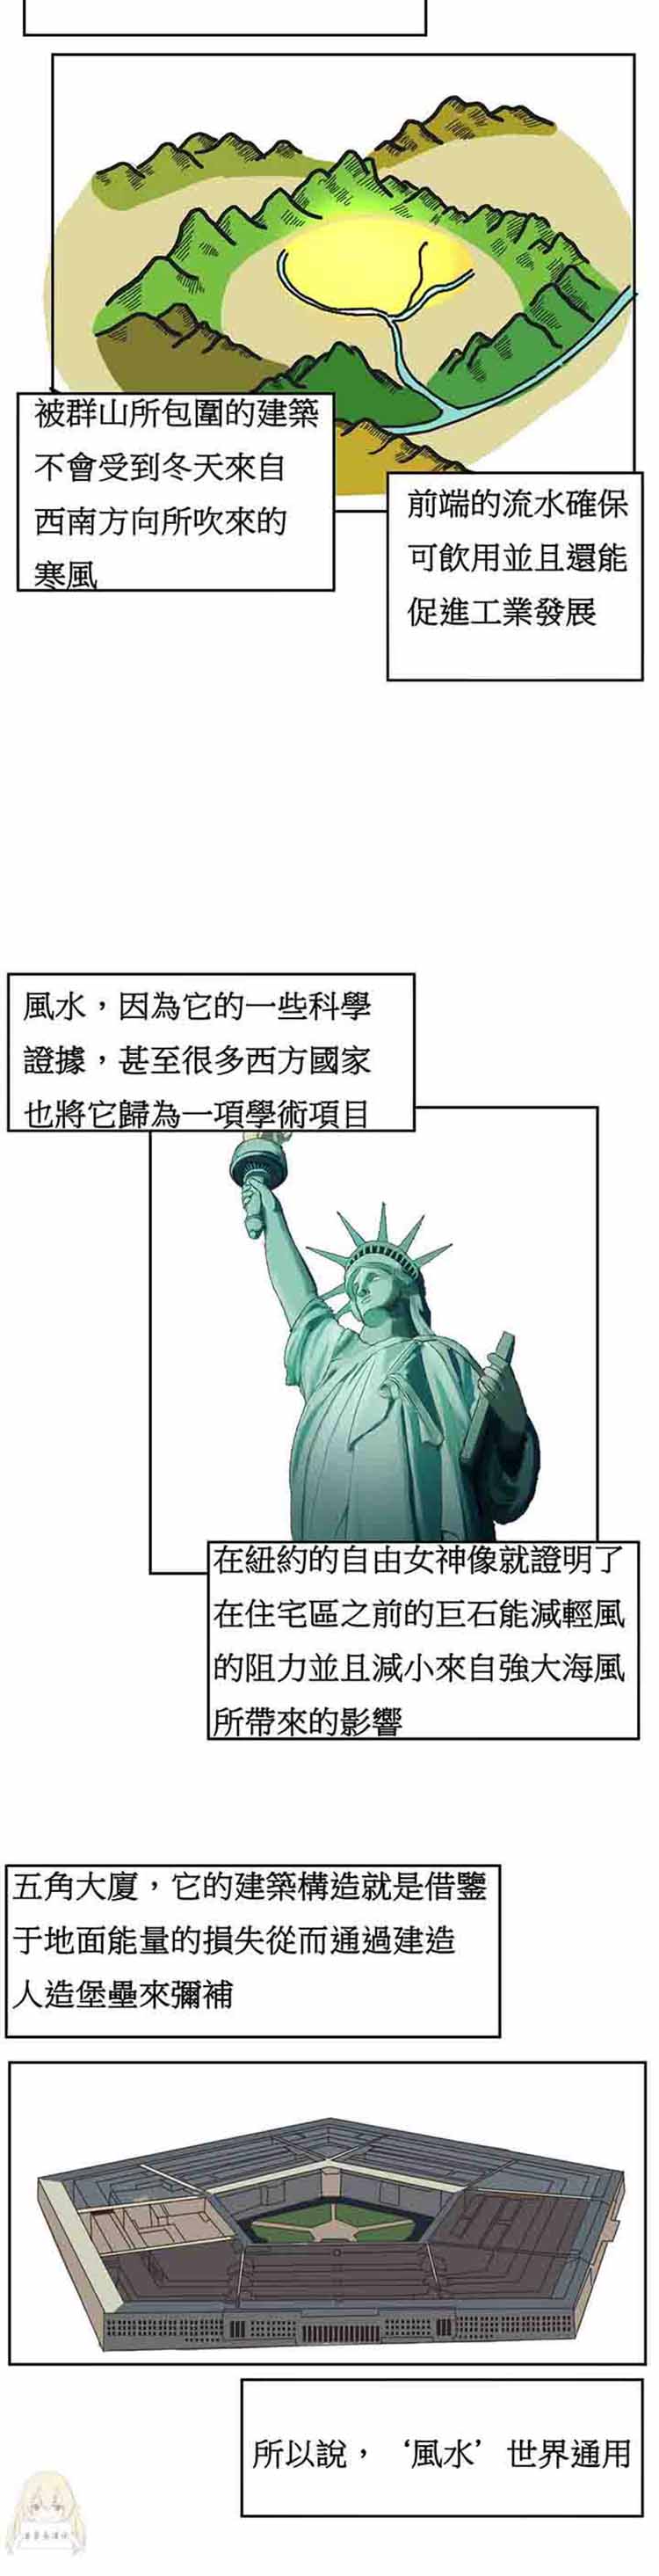 被群山所包圍的建築
不會受到冬天來自
西南方向所吹來的
寒風
前端的流水確保
可飲用並且還能
促進工業發展
風水，因為它的一些科學
證據，甚至很多西方國家
也將它歸為一項學術項目
在紐約的自由女神像就證明了
在住宅區之前的巨石能減輕風
的阻力並且減小來自強大海風
所帶來的影響
五角大廈，它的建築構造就是借鑒
于地面能量的損失從而通過建造
人造堡壘來彌補
所以說，‘風水’世界通用